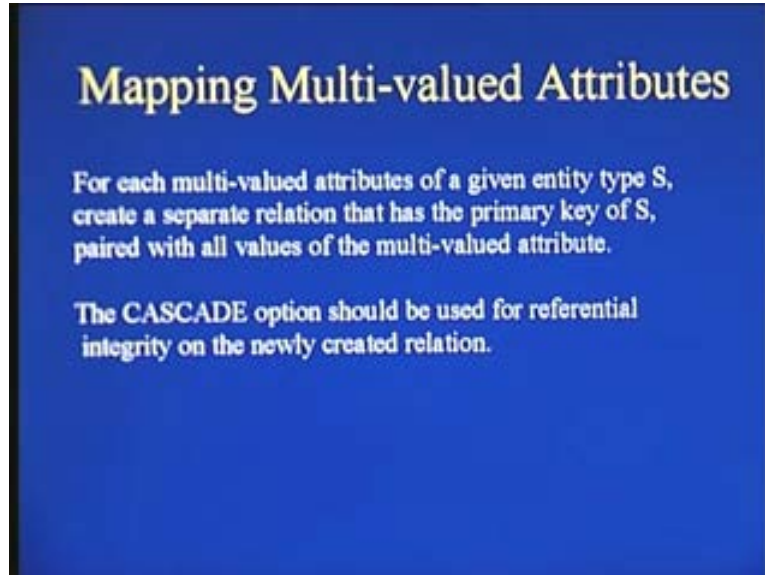 Mapping Multi-valued Attributes
For each multi-valued attributes of a given entity type S,
create a separate relation that has the primary key of S,
paired with all values of the multi-valued attribute.
The CASCADE option should be used for referential
integrity on the newly created relation.